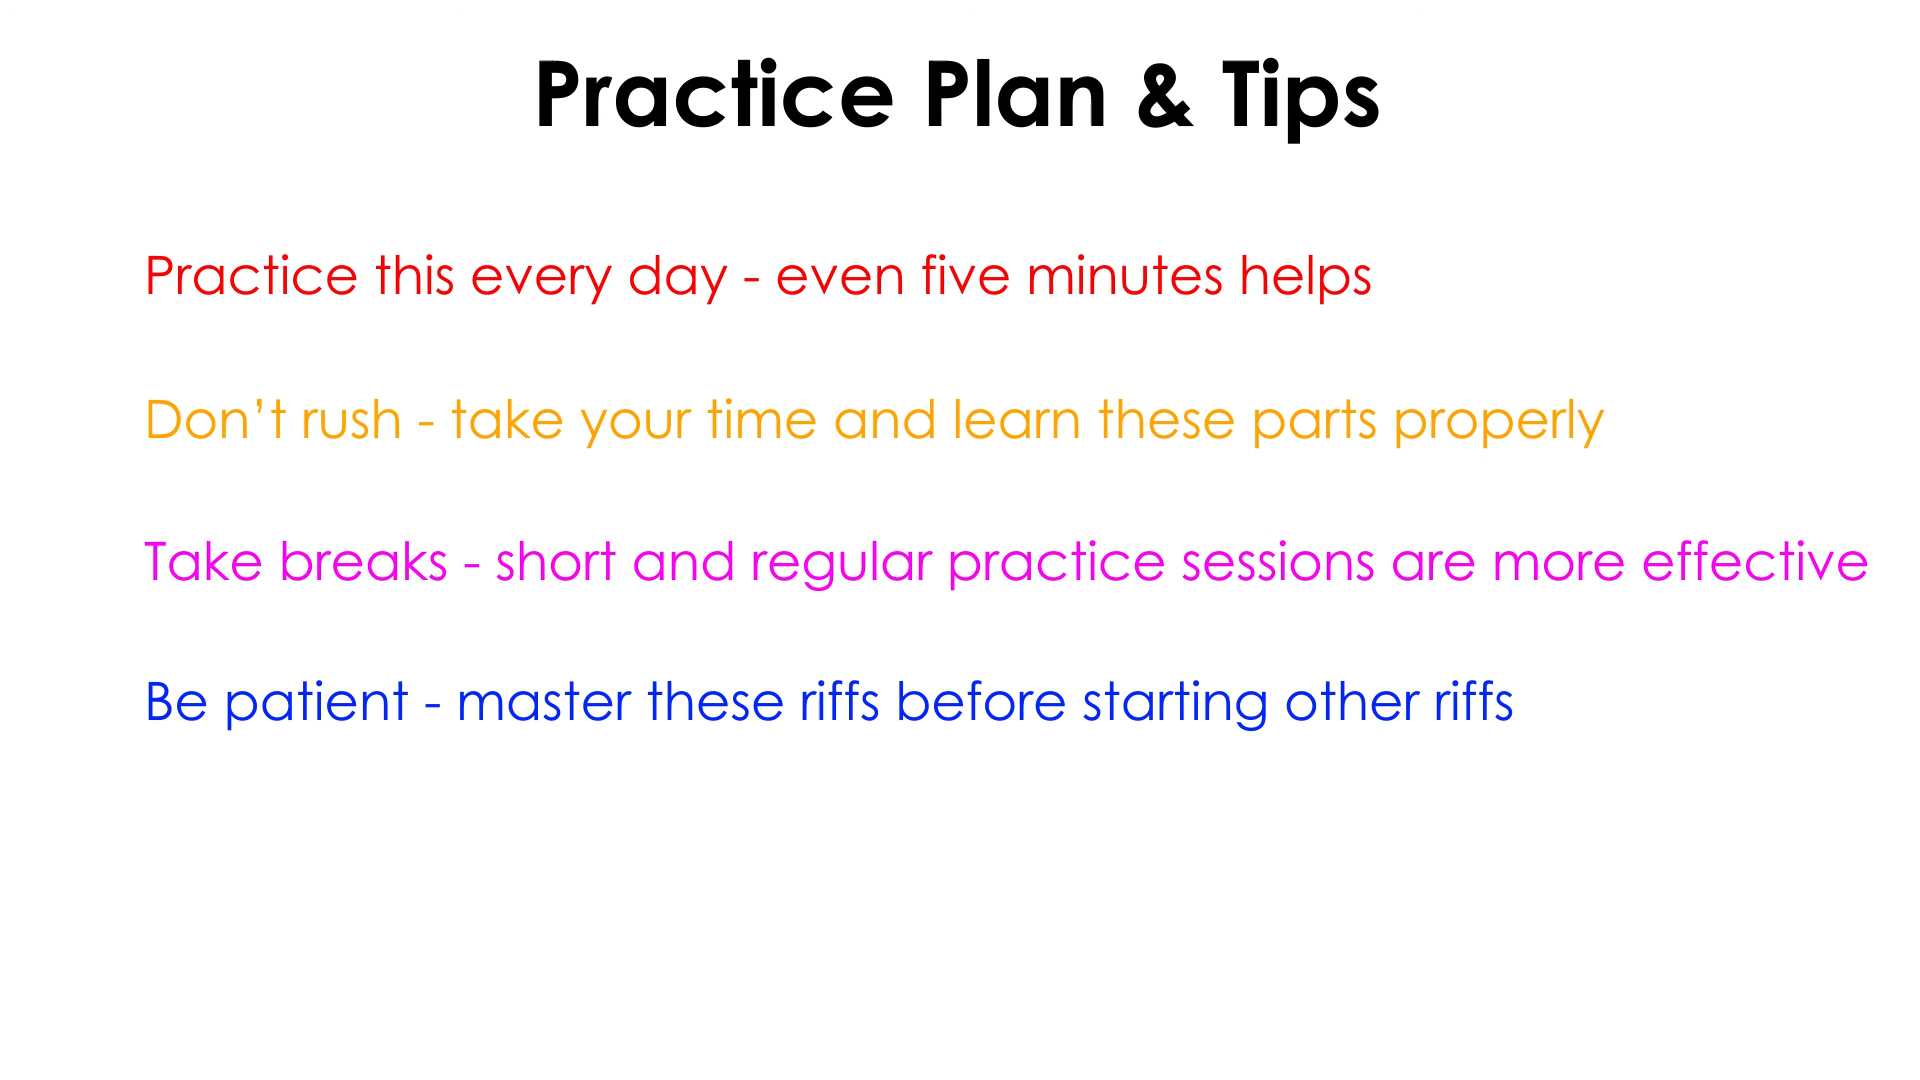 Practice Plan & Tips
Practice this every day - even five minutes helps
Don’t rush - take your time and learn these parts properly
Take breaks - short and regular practice sessions are more effective
Be patient - master these riffs before starting other riffs